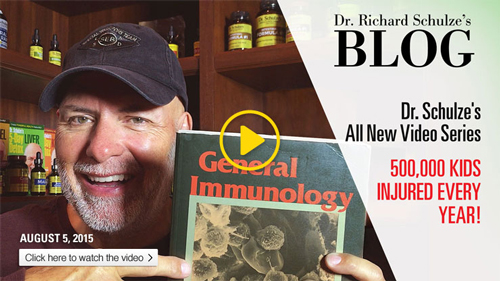 Dr. Richard Schulze's
BLOG
Dr. Schulze's
All New Video Series
500,000 KIDS
INJURED EVERY
YEAR!
General
Immunology
LIVER
AUGUST 5, 2015
Click here to watch the video >